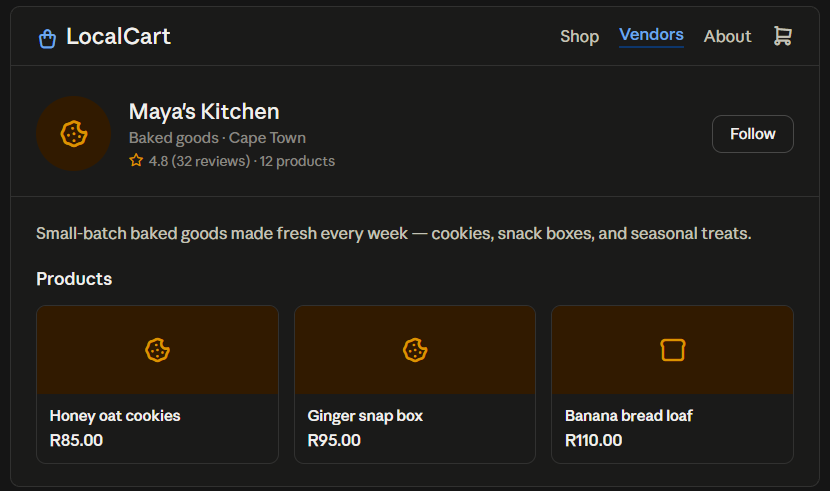 LocalCart
Shop Vendors About
Maya's Kitchen
Baked goods · Cape Town
4.8 (32 reviews) · 12 products
Follow
Small-batch baked goods made fresh every week — cookies, snack boxes, and seasonal treats.
Products
Honey oat cookies
R85.00
Ginger snap box
R95.00
Banana bread loaf
R110.00